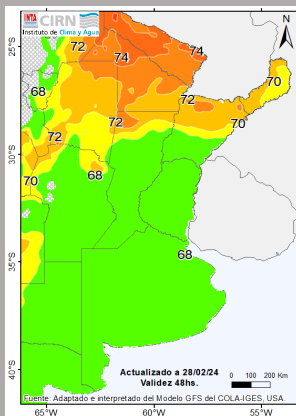 INTA CIRN
Instituto de Clima y Agua
N
25°S
72
74
74
68
72
72
70
72
70
30°S
70
68
68
35°S
40°S
Actualizado a 28/02/24
Validez 48hs.
0 100 200 Km
Fuente: Adaptado e interpretado del Modelo GFS del COLA-IGES, USA.
65°W 60°W 55°W